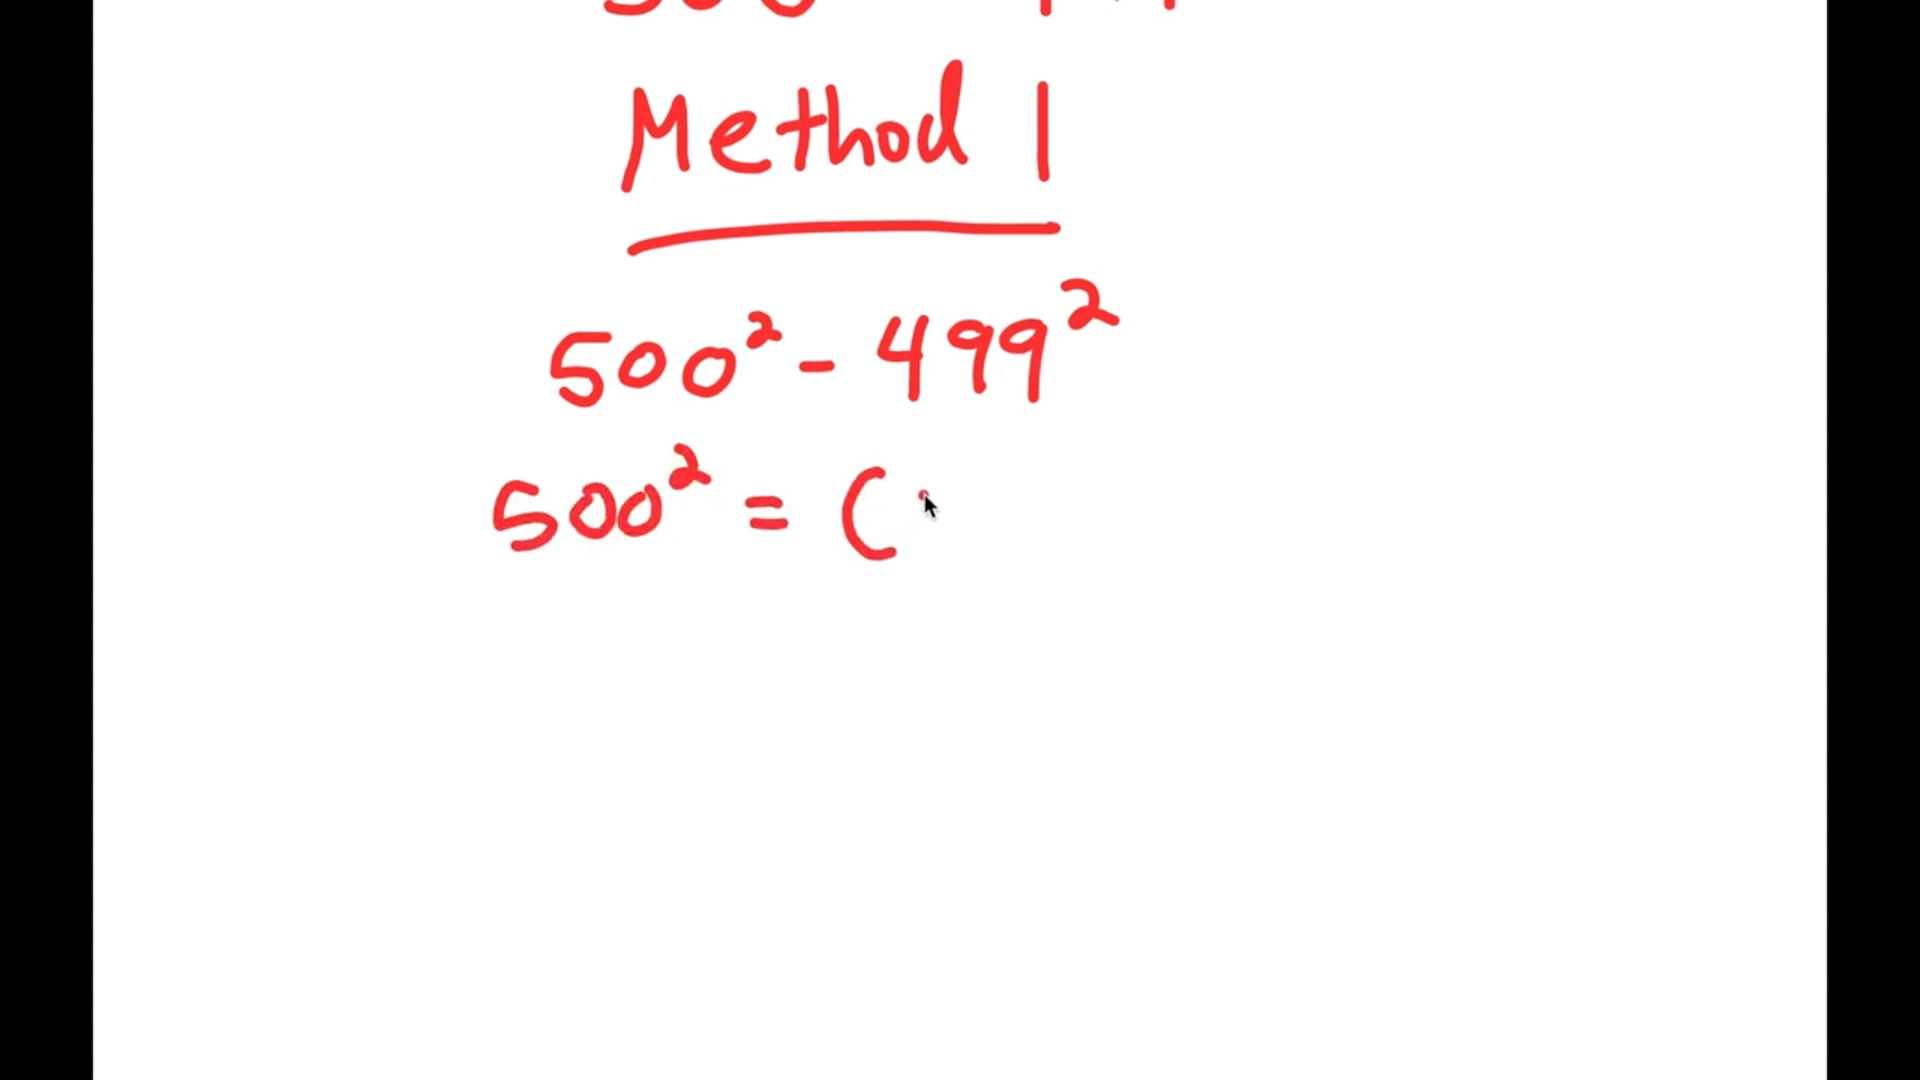 Method 1
500² - 499²
500² = (